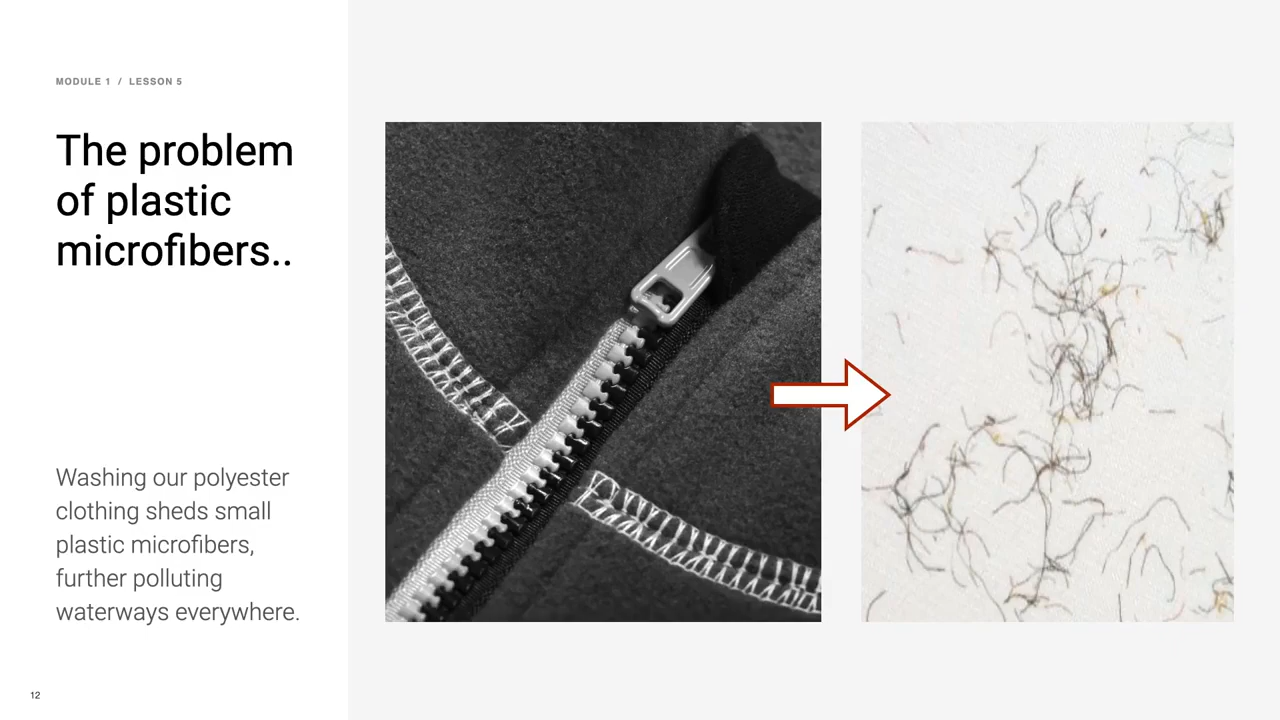 MODULE 1 / LESSON 5
The problem
of plastic
microfibers..
Washing our polyester
clothing sheds small
plastic microfibers,
further polluting
waterways everywhere.
12